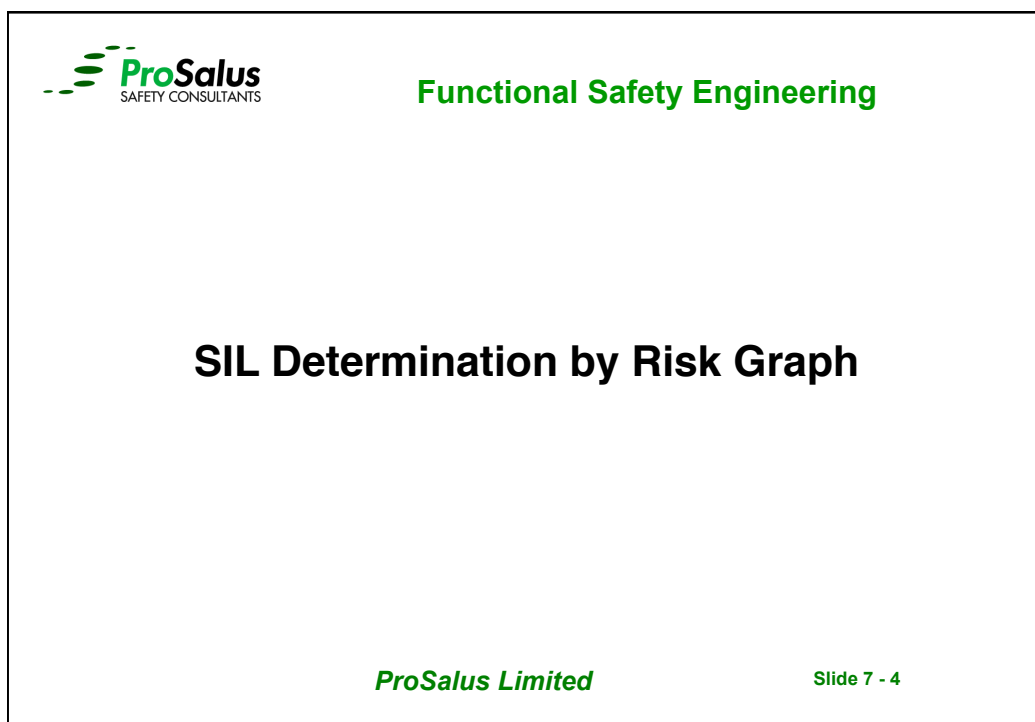 ProSalus
SAFETY CONSULTANTS
Functional Safety Engineering
SIL Determination by Risk Graph
ProSalus Limited
Slide 7 - 4